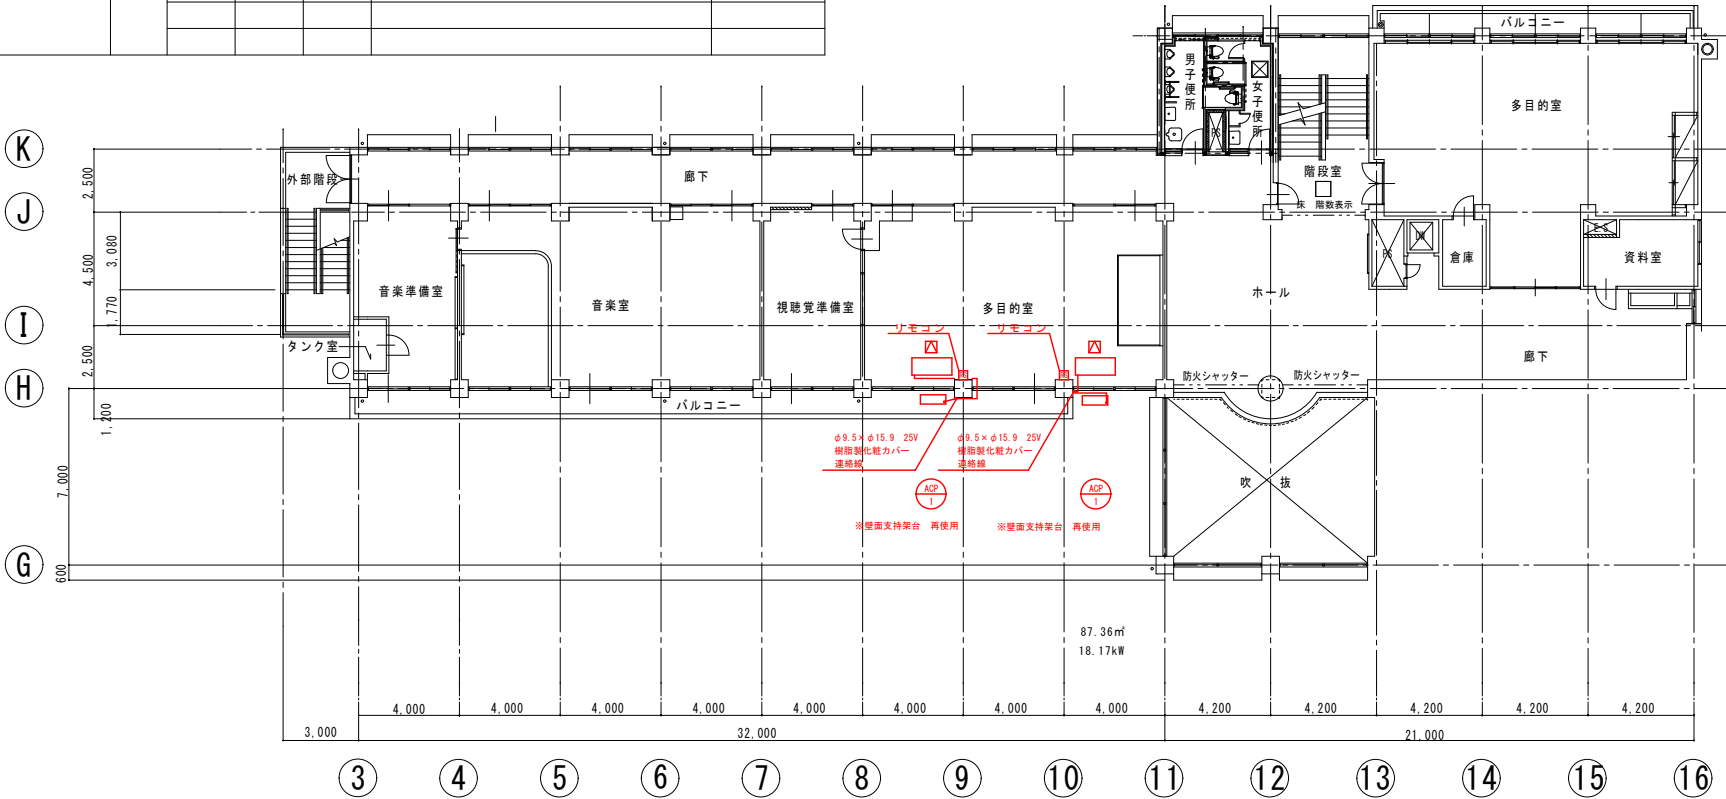 バルコニー
男子便所
女子便所
PS
多目的室
K
外部階段
廊下
階段室
2,500
J
床 階数表示
3,080
4,500
PS
DW
倉庫
E・S
資料室
音楽準備室
音楽室
視聴覚準備室
多目的室
ホール
1,770
I
リモコン
リモコン
タンク室
廊下
2,500
H
防火シャッター
防火シャッター
バルコニー
1,200
φ9.5×φ15.9 25V
樹脂製化粧カバー
連絡線
φ9.5×φ15.9 25V
樹脂製化粧カバー
連絡線
7,000
吹 抜
ACP
1
ACP
1
※壁面支持架台 再使用
※壁面支持架台 再使用
G
600
87.36㎡
18.17kW
4,000
4,000
4,000
4,000
4,000
4,000
4,000
4,000
4,200
4,200
4,200
4,200
4,200
3,000
32,000
21,000
3
4
5
6
7
8
9
10
11
12
13
14
15
16